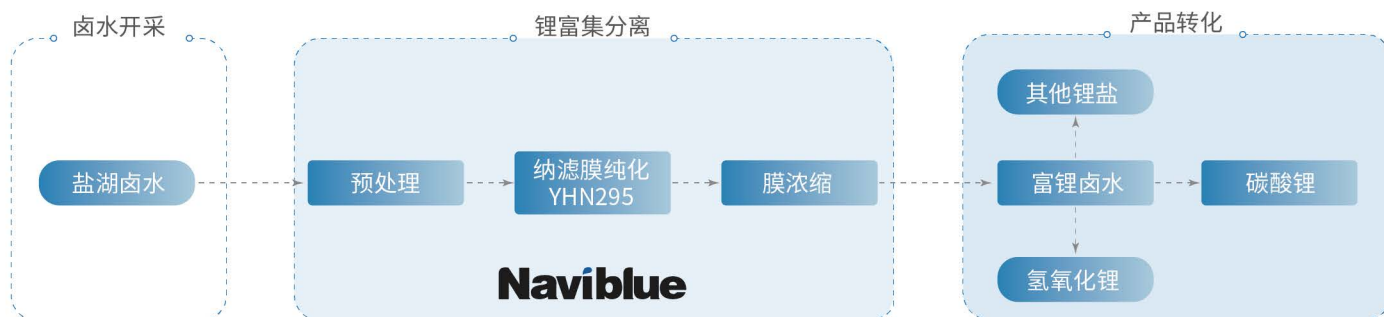 卤水开采
锂富集分离
产品转化
盐湖卤水
预处理
纳滤膜纯化
YHN295
膜浓缩
Naviblue
其他锂盐
富锂卤水
碳酸锂
氢氧化锂